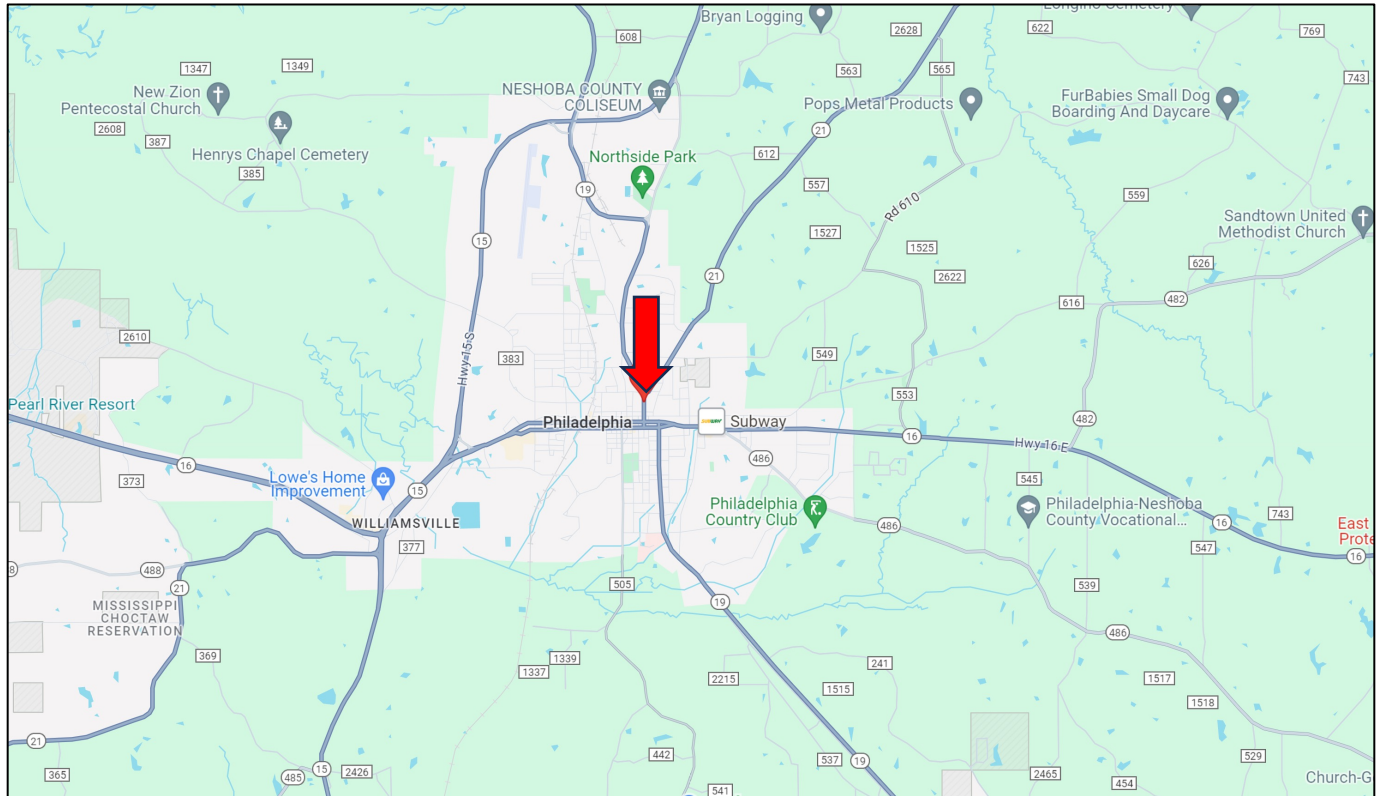 Bryan Logging
Longino Cemetery
608
2628
622
769
1347
1349
563
565
743
New Zion
Pentecostal Church
NESHOBA COUNTY
COLISEUM
Pops Metal Products
FurBabies Small Dog
Boarding And Daycare
2608
387
21
Henrys Chapel Cemetery
385
Northside Park
612
19
557
559
Rd 610
Sandtown United
Methodist Church
15
1527
1525
21
2622
626
616
482
2610
Hwy 15 S
383
549
553
Pearl River Resort
Philadelphia
SUBWAY
Subway
482
16
Hwy 16 E
16
373
Lowe's Home
Improvement
15
486
545
Philadelphia
Country Club
Philadelphia-Neshoba
County Vocational...
WILLIAMSVILLE
377
486
16
743
547
East
Prote
16
8
488
21
505
19
539
MISSISSIPPI
CHOCTAW
RESERVATION
369
486
1339
1337
241
2215
1515
1517
1518
21
442
537
19
529
365
485
15
2426
541
2465
454
Church-G